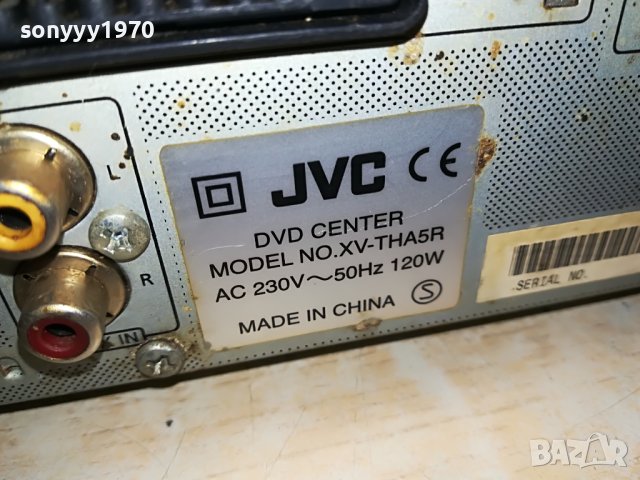 sonyyy1970
L
R
X IN
JVC CE
DVD CENTER
MODEL NO.XV-THA5R
AC 230V～50Hz 120W
MADE IN CHINA S
SERIAL NO.
BAZAR